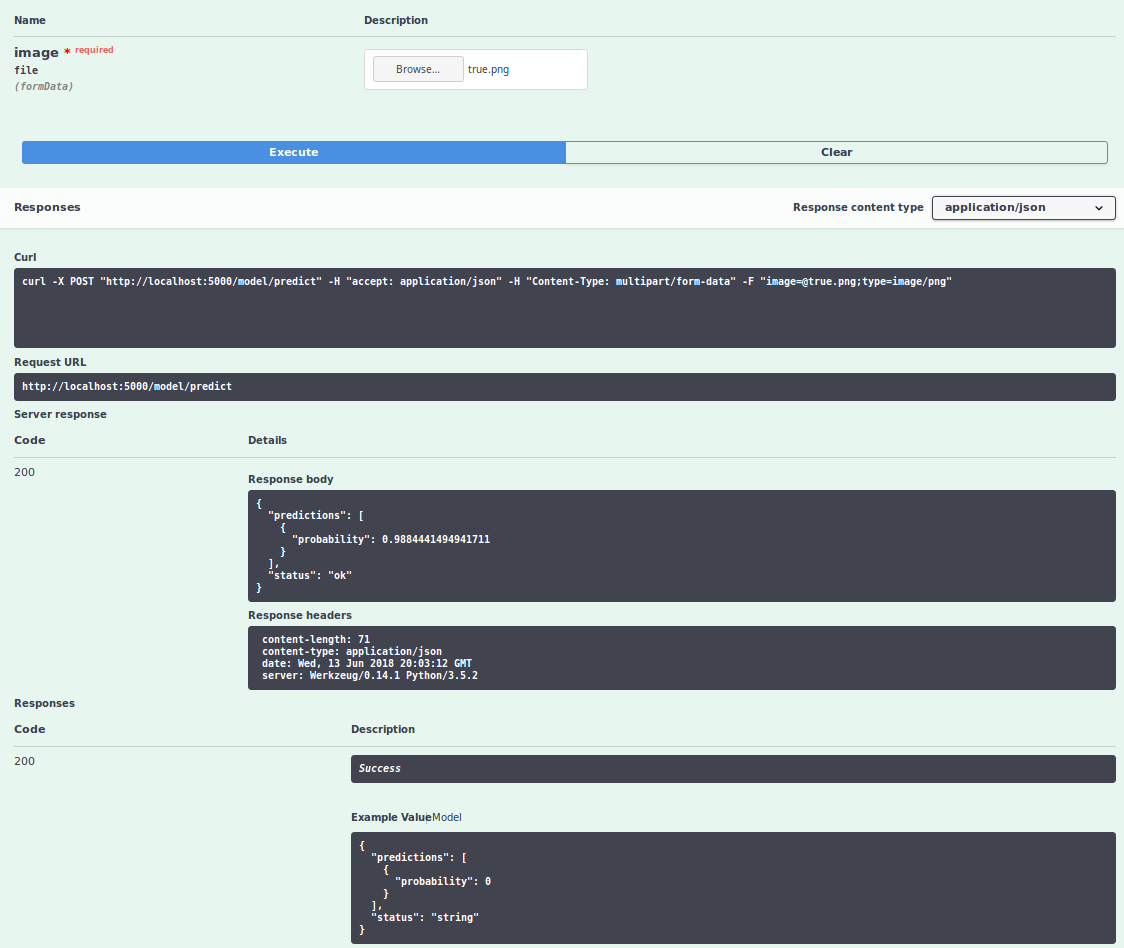 Name Description
image * required
file
(formData)
Browse... true.png
Execute Clear
Responses Response content type application/json
Curl
curl -X POST "http://localhost:5000/model/predict" -H "accept: application/json" -H "Content-Type: multipart/form-data" -F "image=@true.png;type=image/png"
Request URL
http://localhost:5000/model/predict
Server response
Code Details
200
Response body
{
  "predictions": [
    {
      "probability": 0.9884441494941711
    }
  ],
  "status": "ok"
}
Response headers
content-length: 71
content-type: application/json
date: Wed, 13 Jun 2018 20:03:12 GMT
server: Werkzeug/0.14.1 Python/3.5.2
Responses
Code Description
200
Success
Example Value Model
{
  "predictions": [
    {
      "probability": 0
    }
  ],
  "status": "string"
}